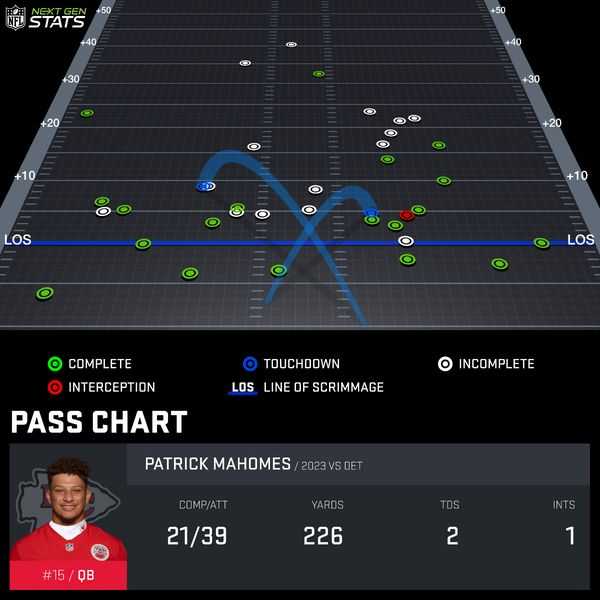 NFL NEXT GEN STATS
+50 +50
+40 +40
+30 +30
+20 +20
+10 +10
LOS LOS
COMPLETE TOUCHDOWN INCOMPLETE
INTERCEPTION LOS LINE OF SCRIMMAGE
PASS CHART
PATRICK MAHOMES / 2023 VS DET
COMP/ATT YARDS TDS INTS
21/39 226 2 1
#15 / QB